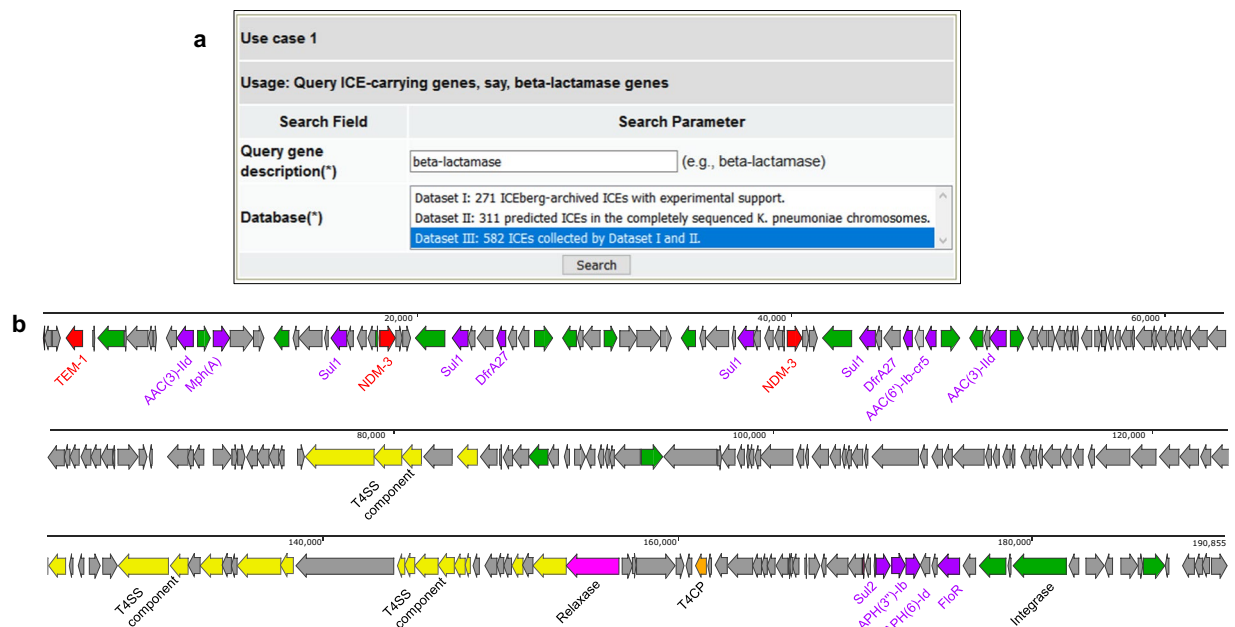 a
Use case 1
Usage: Query ICE-carrying genes, say, beta-lactamase genes
Search Field Search Parameter
Query gene
description(*)
beta-lactamase (e.g., beta-lactamase)
Database(*)
Dataset I: 271 ICEberg-archived ICEs with experimental support.
Dataset II: 311 predicted ICEs in the completely sequenced K. pneumoniae chromosomes.
Dataset III: 582 ICEs collected by Dataset I and II.
Search
b
20,000 40,000 60,000
TEM-1
AAC(3)-IId
Mph(A)
Sul1
NDM-3
Sul1
DfrA27
Sul1
NDM-3
Sul1
DfrA27
AAC(6')-Ib-cr5
AAC(3)-IId
80,000 100,000 120,000
T4SS
component
140,000 160,000 180,000 190,855
T4SS
component
T4SS
component
Relaxase
T4CP
Sul2
APH(3'')-Ib
APH(6)-Id
FloR
Integrase